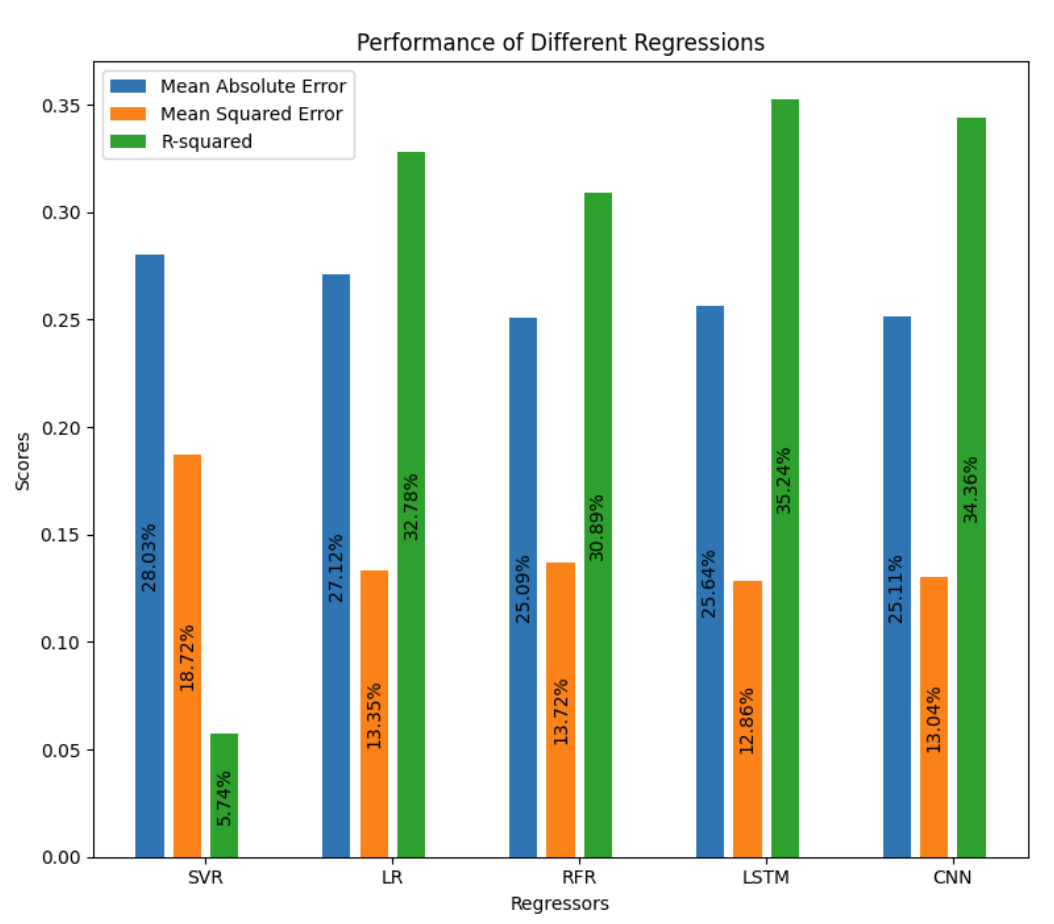 Performance of Different Regressions
Mean Absolute Error
Mean Squared Error
R-squared
Scores
0.35
0.30
0.25
0.20
0.15
0.10
0.05
0.00
28.03%
18.72%
5.74%
27.12%
13.35%
32.78%
25.09%
13.72%
30.89%
25.64%
12.86%
35.24%
25.11%
13.04%
34.36%
SVR
LR
RFR
LSTM
CNN
Regressors